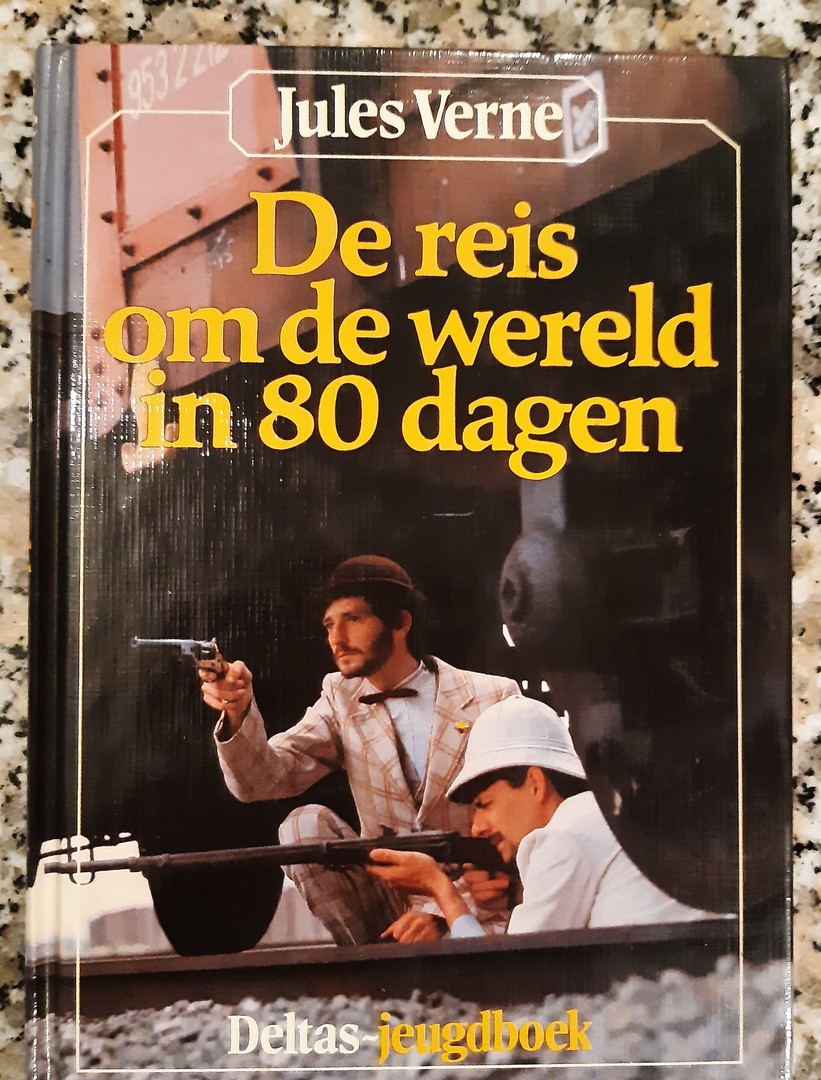 Jules Verne
De reis
om de wereld
in 80 dagen
Deltas-jeugdboek